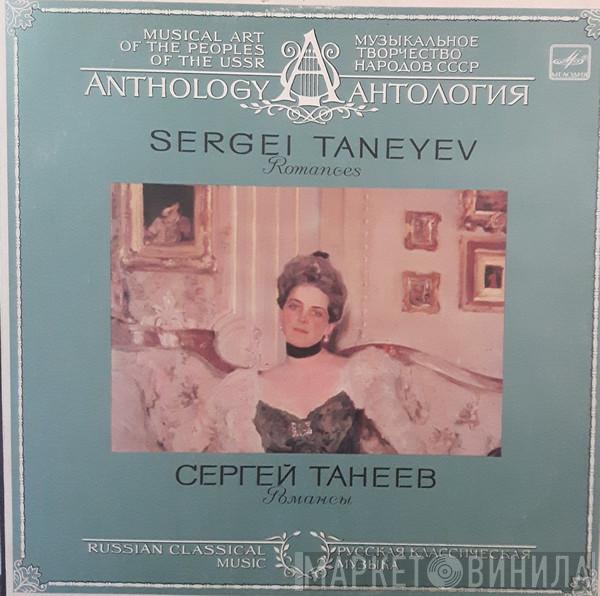 MUSICAL ART
OF THE PEOPLES
OF THE USSR
МУЗЫКАЛЬНОЕ
ТВОРЧЕСТВО
НАРОДОВ СССР
МЕЛОДИЯ
ANTHOLOGY
АНТОЛОГИЯ
SERGEI TANEYEV
Romances
СЕРГЕЙ ТАНЕЕВ
Романсы
RUSSIAN CLASSICAL
MUSIC
РУССКАЯ КЛАССИЧЕСКАЯ
МУЗЫКА
МАРКЕТ ВИНИЛА